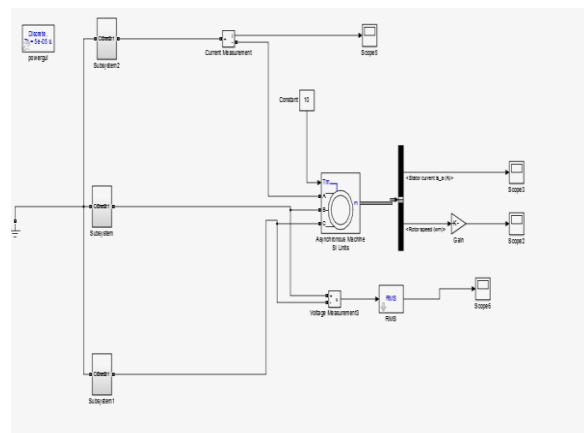 Discrete,
powergui
Subsystem2
Current Measurement
Scope5
Constant
10
Tm
A
B
C
m
Asynchronous Machine
SI Units
<Stator current is_a (A)>
Scope3
<Rotor speed (wm)>
Gain
Scope2
Subsystem
Voltage Measurement3
RMS
RMS
Scope6
Subsystem1